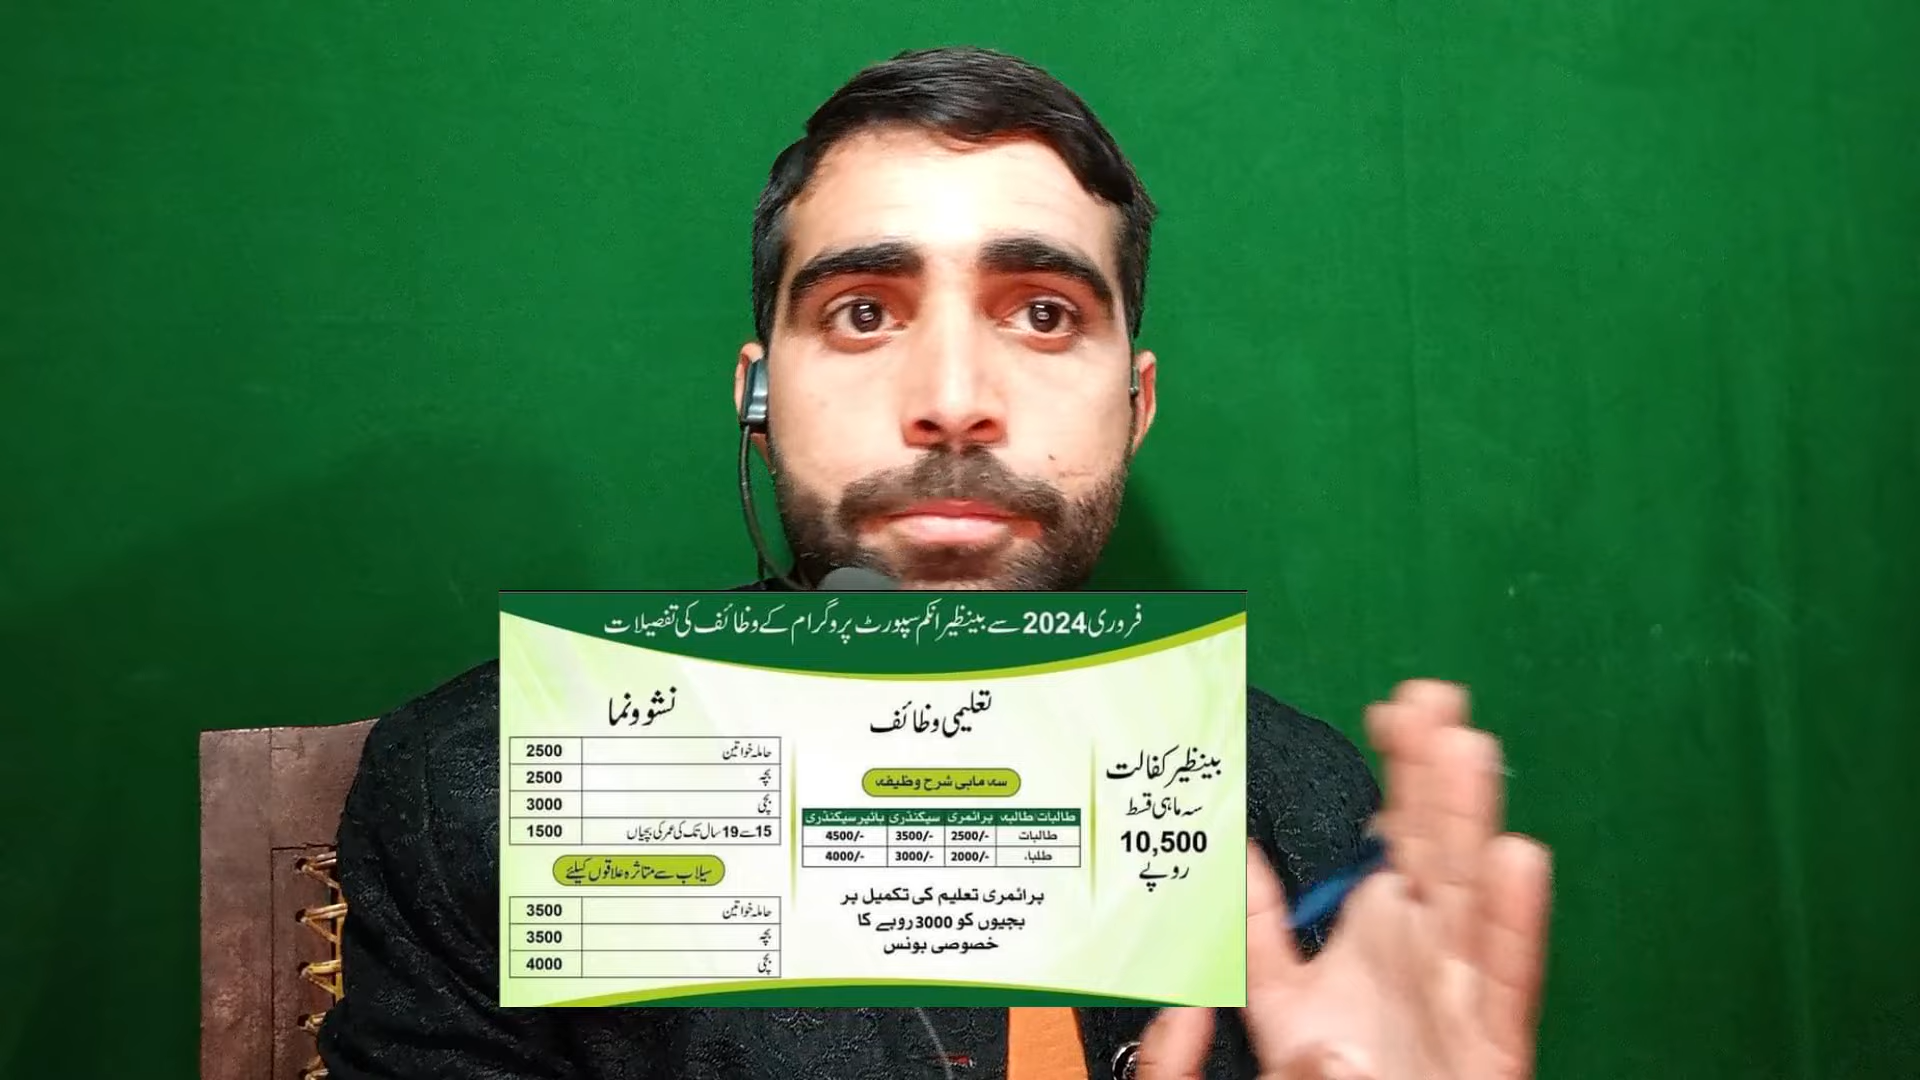 فروری 2024 سے بینظیر انکم سپورٹ پروگرام کے وظائف کی تفصیلات
بینظیر کفالت
سہ ماہی قسط
10,500
روپے
تعلیمی وظائف
سہ ماہی شرح وظیفہ
طالبات/طالبہ پرائمری سیکنڈری ہائیرسیکنڈری
طالبات 2500/- 3500/- 4500/-
طلباء 2000/- 3000/- 4000/-
پرائمری تعلیم کی تکمیل پر
بچیوں کو 3000 روپے کا
خصوصی بونس
نشوونما
حاملہ خواتین 2500
بچہ 2500
بچی 3000
15 سے 19 سال تک کی عمر کی بچیاں 1500
سیلاب سے متاثرہ علاقوں کیلئے
حاملہ خواتین 3500
بچہ 3500
بچی 4000